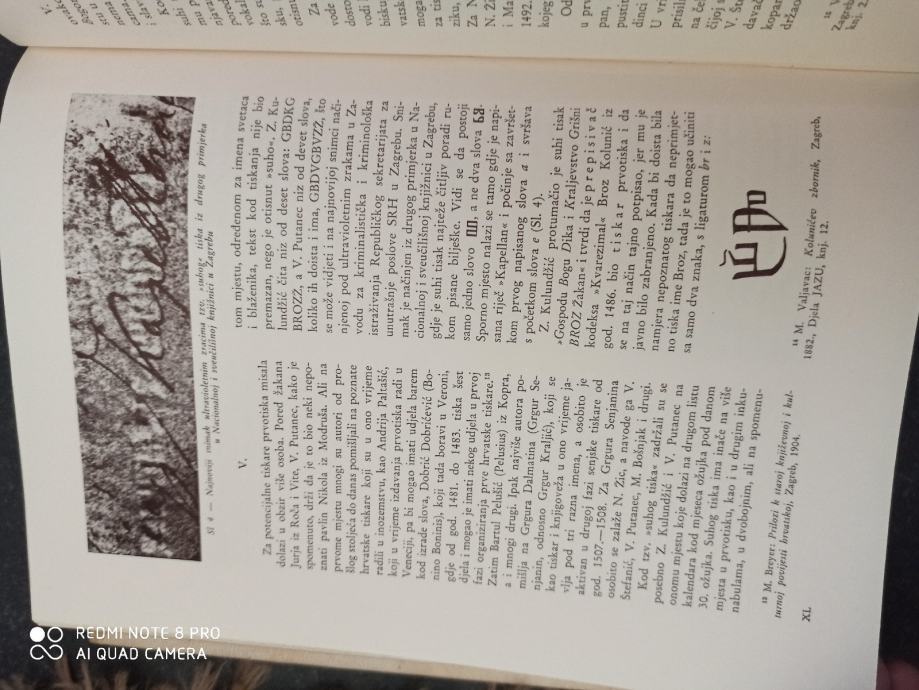 Sl 4 — Najnoviji snimak ultravioletnim zracima tzv. »suhog« tiska iz drugog primjerka
u Nacionalnoj i sveučilišnoj knjižnici u Zagrebu
V.
Za potencijalne tiskare prvotiska misala
dolazi u obzir više osoba. Pored žakana
Jurja iz Roča i Vite, V. Putanec, kako je
spomenuto, drži da je to bio neki nepo-
znati pavlin Nikola iz Modruša. Ali na
prvome mjestu mnogi su autori od pro-
šlog stoljeća do danas pomišljali na poznate
hrvatske tiskare koji su u ono vrijeme
radili u inozemstvu, kao Andrija Paltašić,
koji u vrijeme izdavanja prvotiska radi u
Veneciji, pa bi mogao imati udjela barem
kod izrade slova, Dobrić Dobrićević (Bo-
nino Boninis), koji tada boravi u Veroni,
gdje od god. 1481. do 1483. tiska šest
djela i mogao je imati nekog udjela u prvoj
fazi organiziranja prve hrvatske tiskare.
Zatim Bartul Pelušić (Pelusius) iz Kopra,
a i mnogi drugi. Ipak najviše autora po-
mišlja na Grgura Dalmatina (Grgur Se-
njanin, odnosno Grgur Kraljić), koji se
kao tiskar i knjigoveža u ono vrijeme ja-
vlja pod tri razna imena, a osobito je
aktivan u drugoj fazi senjske tiskare od
god. 1507.—1508. Za Grgura Senjanina
osobito se zalaže N. Žic, a navode ga V.
Štefanić, V. Putanec, M. Bošnjak i drugi.
Kod tzv. »suhog tiska« zadržali su se
posebno Z. Kulundžić i V. Putanec na
onomu mjestu koje dolazi na drugom listu
kalendara kod mjeseca ožujka pod danom
30. ožujka. Suhog tiska ima inače na više
mjesta u prvotisku, kao i u drugim inku-
nabulama, u dvobojnim, ali na spomenu-
M. Breyer: Prilozi k staroj književnoj i kul-
turnoj povijesti hrvatskoj, Zagreb, 1904.
XL
tom mjestu, određenom za imena svetaca
i blaženika, tekst kod tiskanja nije bio
premazan, nego je otisnut »suho«. Z. Ku-
lundžić čita niz od deset slova: GBDKG
BROZŽ, a V. Putanec niz od devet slova,
koliko ih doista i ima, GBDVGBVZŽ, što
se može vidjeti i na najnovijoj snimci nači-
njenoj pod ultravioletnim zrakama u Za-
vodu za kriminalistička i kriminološka
istraživanja Republičkog sekretarijata za
unutrašnje poslove SRH u Zagrebu. Sni-
mak je načinjen iz drugog primjerka u Na-
cionalnoj i sveučilišnoj knjižnici u Zagrebu,
gdje je suhi tisak najteže čitljiv poradi ru-
kom pisane bilješke. Vidi se da postoji
samo jedno slovo, a ne dva slova
Sporno mjesto nalazi se tamo gdje je napi-
sana riječ »Kapellan« i počinje sa završet-
kom prvog napisanog slova a i svršava
s početkom slova e (Sl. 4).
Z. Kulundžić protumačio je suhi tisak
»Gospodu Bogu Dika i Kraljevstvo Grišni
BROZ Žakan« i tvrdi da je prepisivač
kodeksa »Kvarezimal« Broz Kolunić iz
god. 1486. bio tiskar prvotiska i da
se na taj način tajno potpisao, jer mu je
javno bilo zabranjeno. Kada bi doista bila
namjera nepoznatog tiskara da neprimjet-
no tiska ime Broz, tada je to mogao učiniti
sa samo dva znaka, s ligaturom br i z:
M. Valjavac: Kolunićev zbornik, Zagreb,
1882., Djela JAZU, knj. 12.
REDMI NOTE 8 PRO
AI QUAD CAMERA